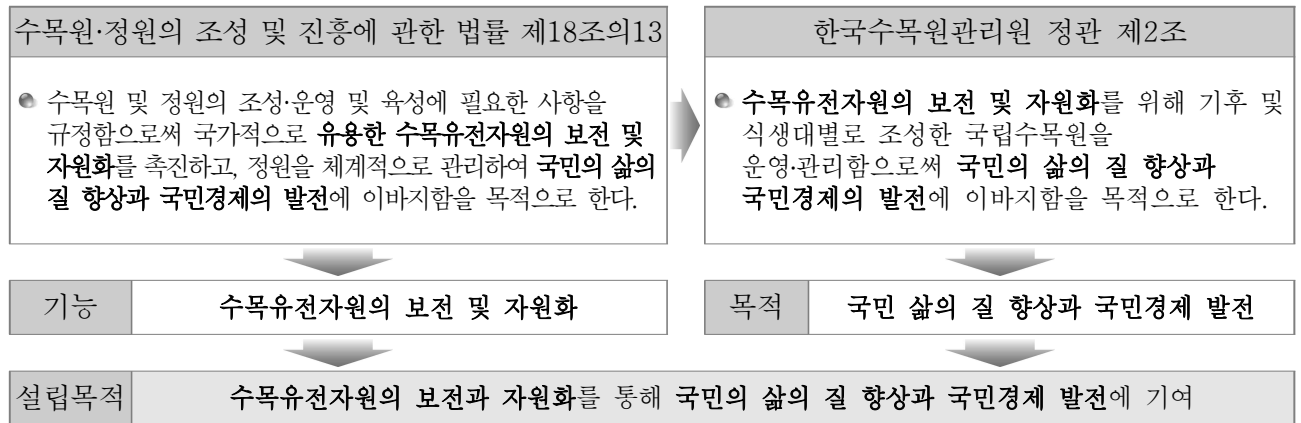 수목원·정원의 조성 및 진흥에 관한 법률 제18조의13
수목원 및 정원의 조성·운영 및 육성에 필요한 사항을
규정함으로써 국가적으로 유용한 수목유전자원의 보전 및
자원화를 촉진하고, 정원을 체계적으로 관리하여 국민의 삶의
질 향상과 국민경제의 발전에 이바지함을 목적으로 한다.
한국수목원관리원 정관 제2조
수목유전자원의 보전 및 자원화를 위해 기후 및
식생대별로 조성한 국립수목원을
운영·관리함으로써 국민의 삶의 질 향상과
국민경제의 발전에 이바지함을 목적으로 한다.
기능 수목유전자원의 보전 및 자원화
목적 국민 삶의 질 향상과 국민경제 발전
설립목적 수목유전자원의 보전과 자원화를 통해 국민의 삶의 질 향상과 국민경제 발전에 기여